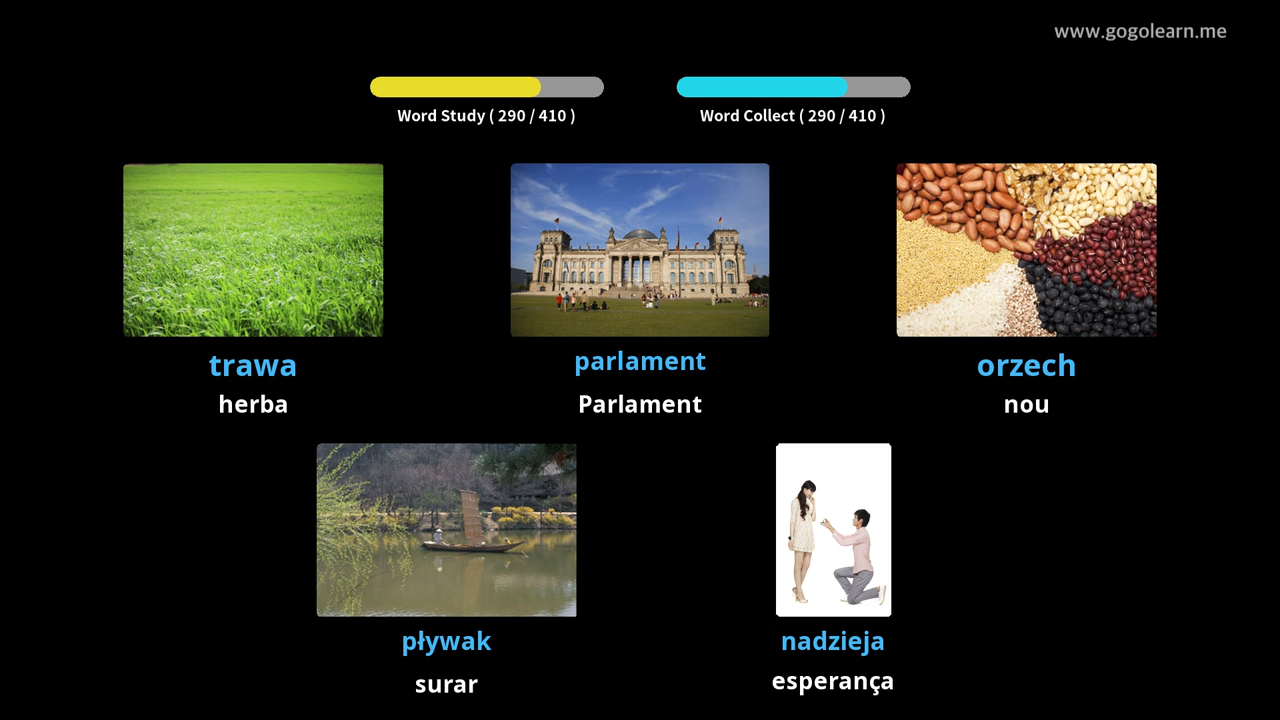 www.gogolearn.me
Word Study ( 290 / 410 )
Word Collect ( 290 / 410 )
trawa
herba
parlament
Parlament
orzech
nou
pływak
surar
nadzieja
esperança